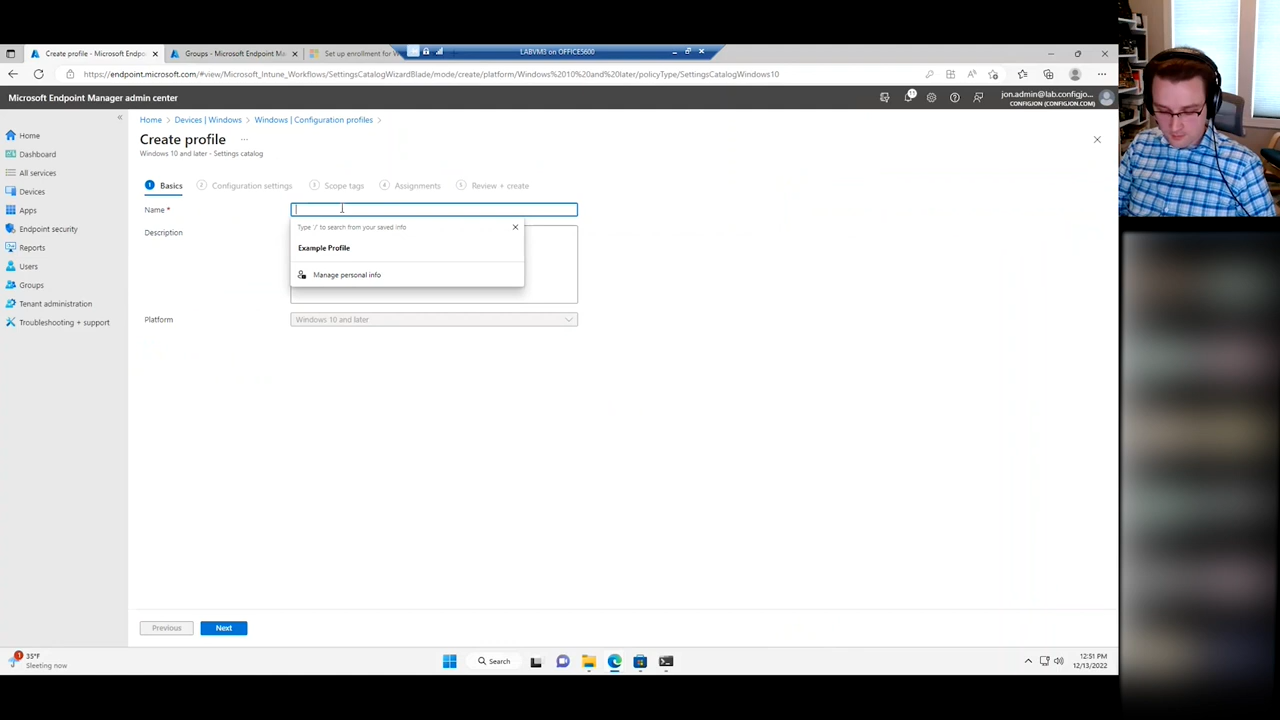 Create profile - Microsoft Endpo
Groups - Microsoft Endpoint M
Set up enrollment for W
LABVM3 on OFFICE5600
https://endpoint.microsoft.com/#view/Microsoft_Intune_Workflows/SettingsCatalogWizardBlade/mode/create/platform/Windows%2010%20and%20later/policyType/SettingsCatalogWindows10
Microsoft Endpoint Manager admin center
jon.admin@lab.configjo...
CONFIGJON (CONFIGJON.COM)
Home
Dashboard
All services
Devices
Apps
Endpoint security
Reports
Users
Groups
Tenant administration
Troubleshooting + support
Home > Devices | Windows > Windows | Configuration profiles >
Create profile ...
Windows 10 and later - Settings catalog
1 Basics 2 Configuration settings 3 Scope tags 4 Assignments 5 Review + create
Name *
Type / to search from your saved info
Example Profile
Manage personal info
Description
Platform
Windows 10 and later
Previous
Next
1
35°F
Sleeting now
Search
12:51 PM
12/13/2022